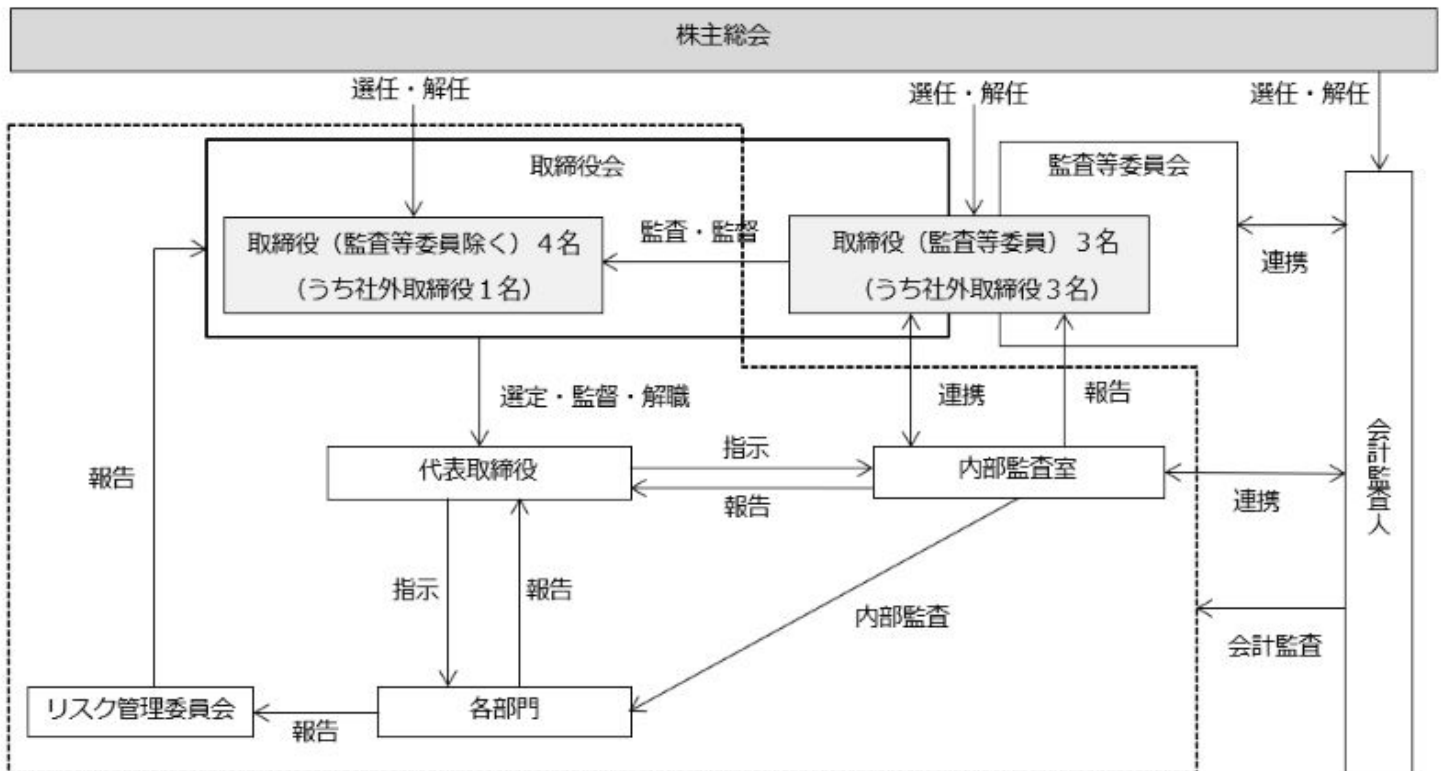 株主総会
選任・解任
選任・解任
選任・解任
取締役会
監査等委員会
取締役（監査等委員除く）４名
（うち社外取締役１名）
監査・監督
取締役（監査等委員）３名
（うち社外取締役３名）
連携
選定・監督・解職
連携
報告
代表取締役
指示
報告
内部監査室
連携
会計監査人
報告
指示
報告
内部監査
会計監査
リスク管理委員会
報告
各部門